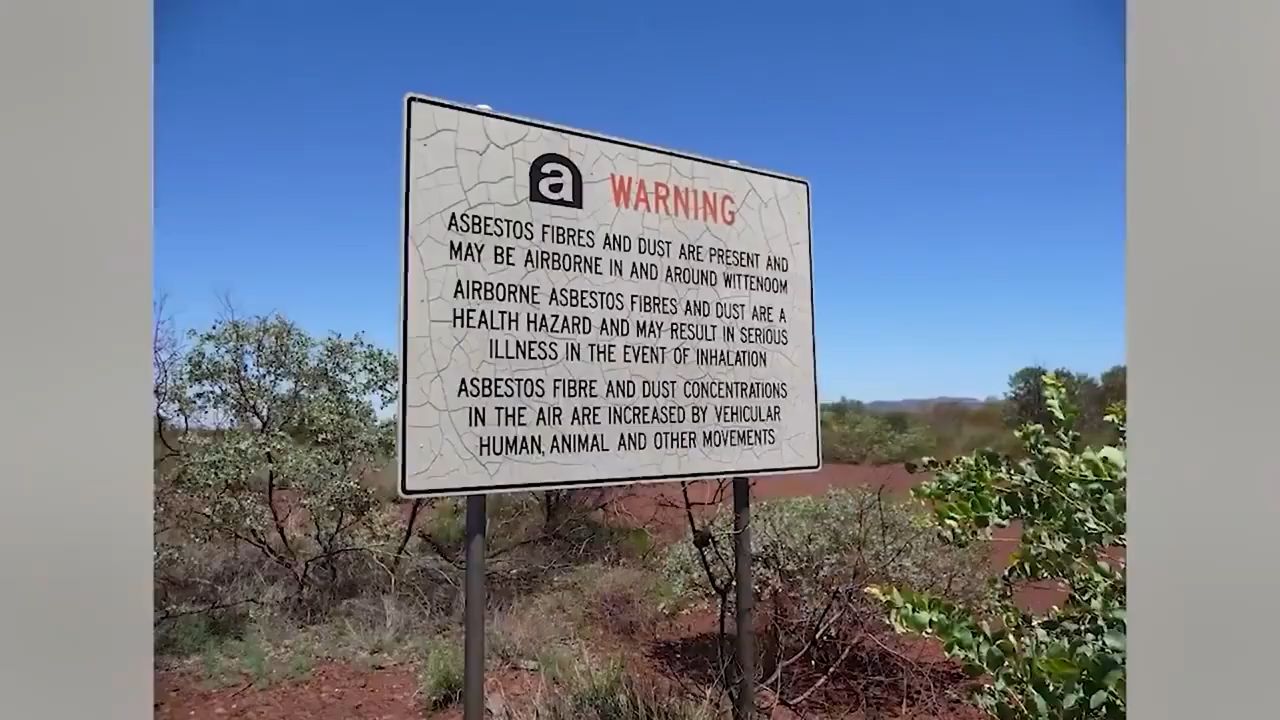 a WARNING
ASBESTOS FIBRES AND DUST ARE PRESENT AND
MAY BE AIRBORNE IN AND AROUND WITTENOOM
AIRBORNE ASBESTOS FIBRES AND DUST ARE A
HEALTH HAZARD AND MAY RESULT IN SERIOUS
ILLNESS IN THE EVENT OF INHALATION
ASBESTOS FIBRE AND DUST CONCENTRATIONS
IN THE AIR ARE INCREASED BY VEHICULAR
HUMAN, ANIMAL AND OTHER MOVEMENTS